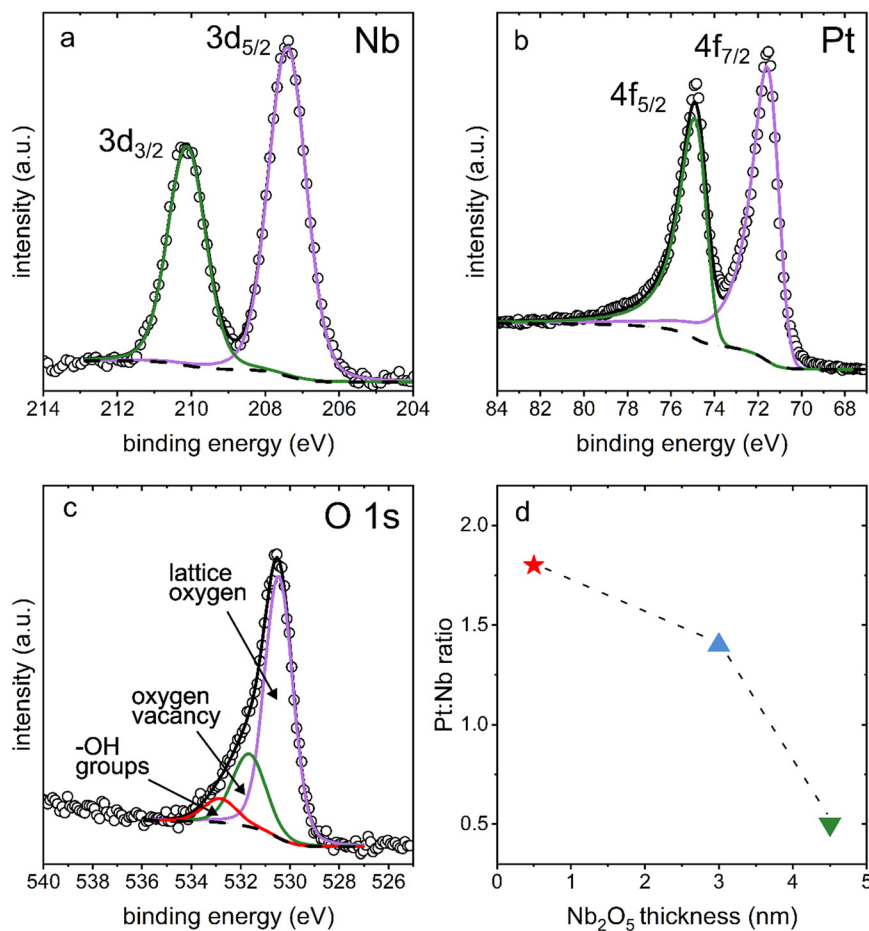 a
3d5/2
Nb
3d3/2
intensity (a.u.)
214 212 210 208 206 204
binding energy (eV)
b
4f7/2
Pt
4f5/2
intensity (a.u.)
84 82 80 78 76 74 72 70 68
binding energy (eV)
c
O 1s
lattice
oxygen
oxygen
vacancy
-OH
groups
intensity (a.u.)
540 538 536 534 532 530 528 526
binding energy (eV)
d
2.0
1.5
1.0
0.5
Pt:Nb ratio
0 1 2 3 4 5
Nb2O5 thickness (nm)